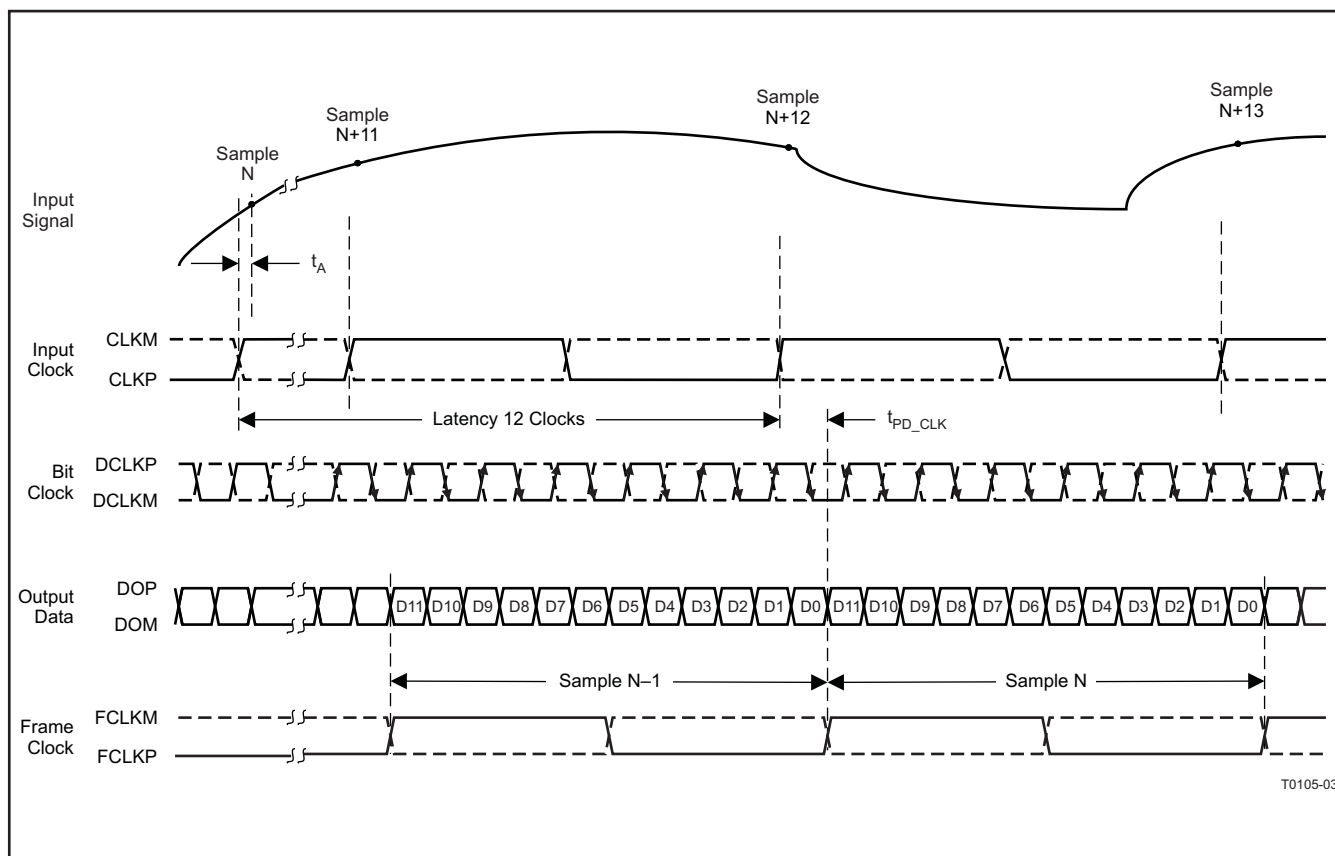 Sample
N
Sample
N+11
Sample
N+12
Sample
N+13
Input
Signal
tA
Input
Clock
CLKM
CLKP
Latency 12 Clocks
tPD_CLK
Bit
Clock
DCLKP
DCLKM
Output
Data
DOP
DOM
D11 D10 D9 D8 D7 D6 D5 D4 D3 D2 D1 D0 D11 D10 D9 D8 D7 D6 D5 D4 D3 D2 D1 D0
Sample N–1
Sample N
Frame
Clock
FCLKM
FCLKP
T0105-03